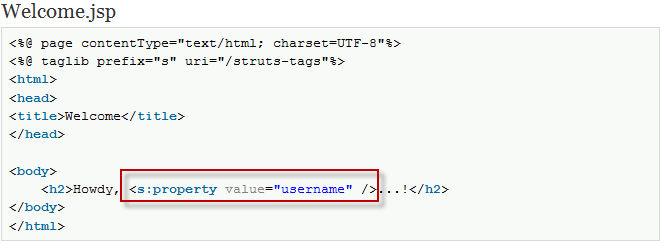 Welcome.jsp
<%@ page contentType="text/html; charset=UTF-8"%>
<%@ taglib prefix="s" uri="/struts-tags"%>
<html>
<head>
<title>Welcome</title>
</head>
<body>
<h2>Howdy, <s:property value="username" />...!</h2>
</body>
</html>